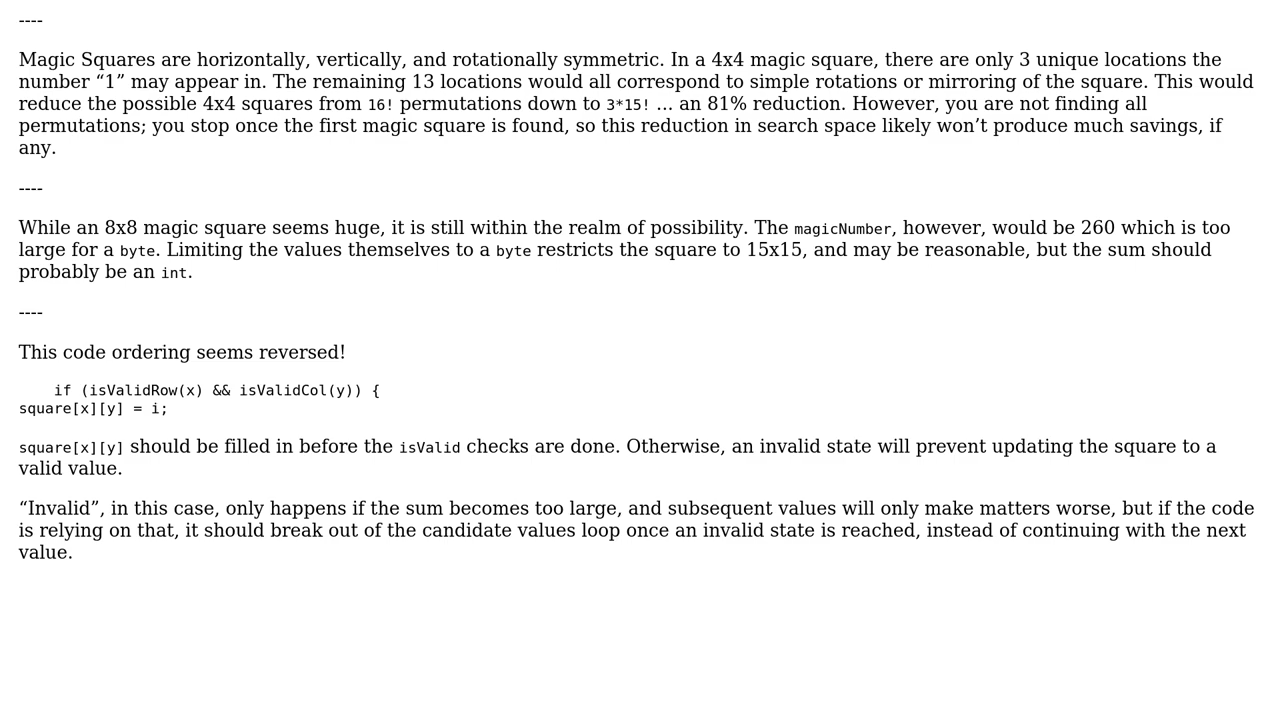 ----
Magic Squares are horizontally, vertically, and rotationally symmetric. In a 4x4 magic square, there are only 3 unique locations the
number “1” may appear in. The remaining 13 locations would all correspond to simple rotations or mirroring of the square. This would
reduce the possible 4x4 squares from 16! permutations down to 3*15! ... an 81% reduction. However, you are not finding all
permutations; you stop once the first magic square is found, so this reduction in search space likely won’t produce much savings, if
any.
----
While an 8x8 magic square seems huge, it is still within the realm of possibility. The magicNumber, however, would be 260 which is too
large for a byte. Limiting the values themselves to a byte restricts the square to 15x15, and may be reasonable, but the sum should
probably be an int.
----
This code ordering seems reversed!
if (isValidRow(x) && isValidCol(y)) {
square[x][y] = i;
square[x][y] should be filled in before the isValid checks are done. Otherwise, an invalid state will prevent updating the square to a
valid value.
“Invalid”, in this case, only happens if the sum becomes too large, and subsequent values will only make matters worse, but if the code
is relying on that, it should break out of the candidate values loop once an invalid state is reached, instead of continuing with the next
value.